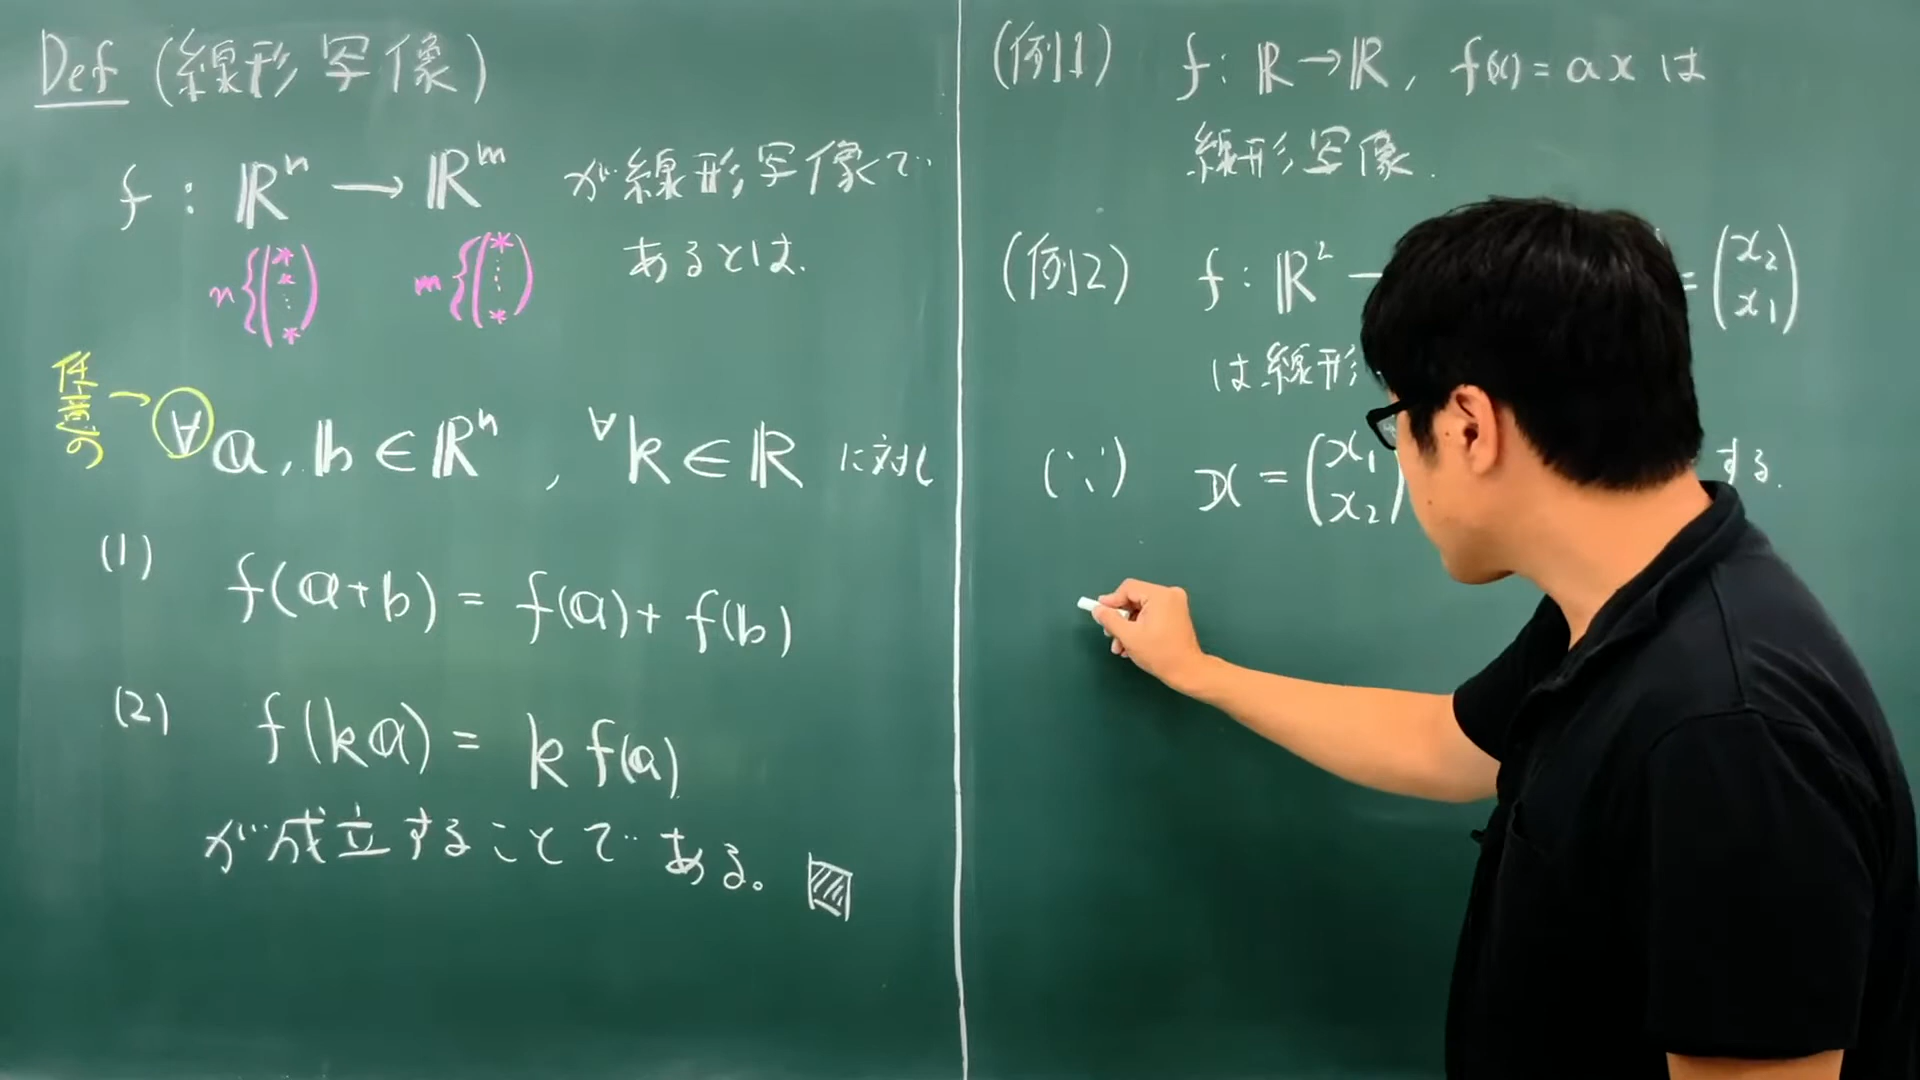 Def (線形写像)
f : ℝⁿ → ℝᵐ が線形写像で
n{(* * ⋮ *) m{(* ⋮ *)
あるとは.
任意の → ∀a, b ∈ ℝⁿ, ∀k ∈ ℝ に対し
(1) f(a+b) = f(a) + f(b)
(2) f(ka) = k f(a)
が成立することである。
(例1) f : ℝ → ℝ, f(x) = ax は
線形写像.
(例2) f : ℝ² = (x₂ x₁)
は線形
(∵) x = (x₁ x₂) する.